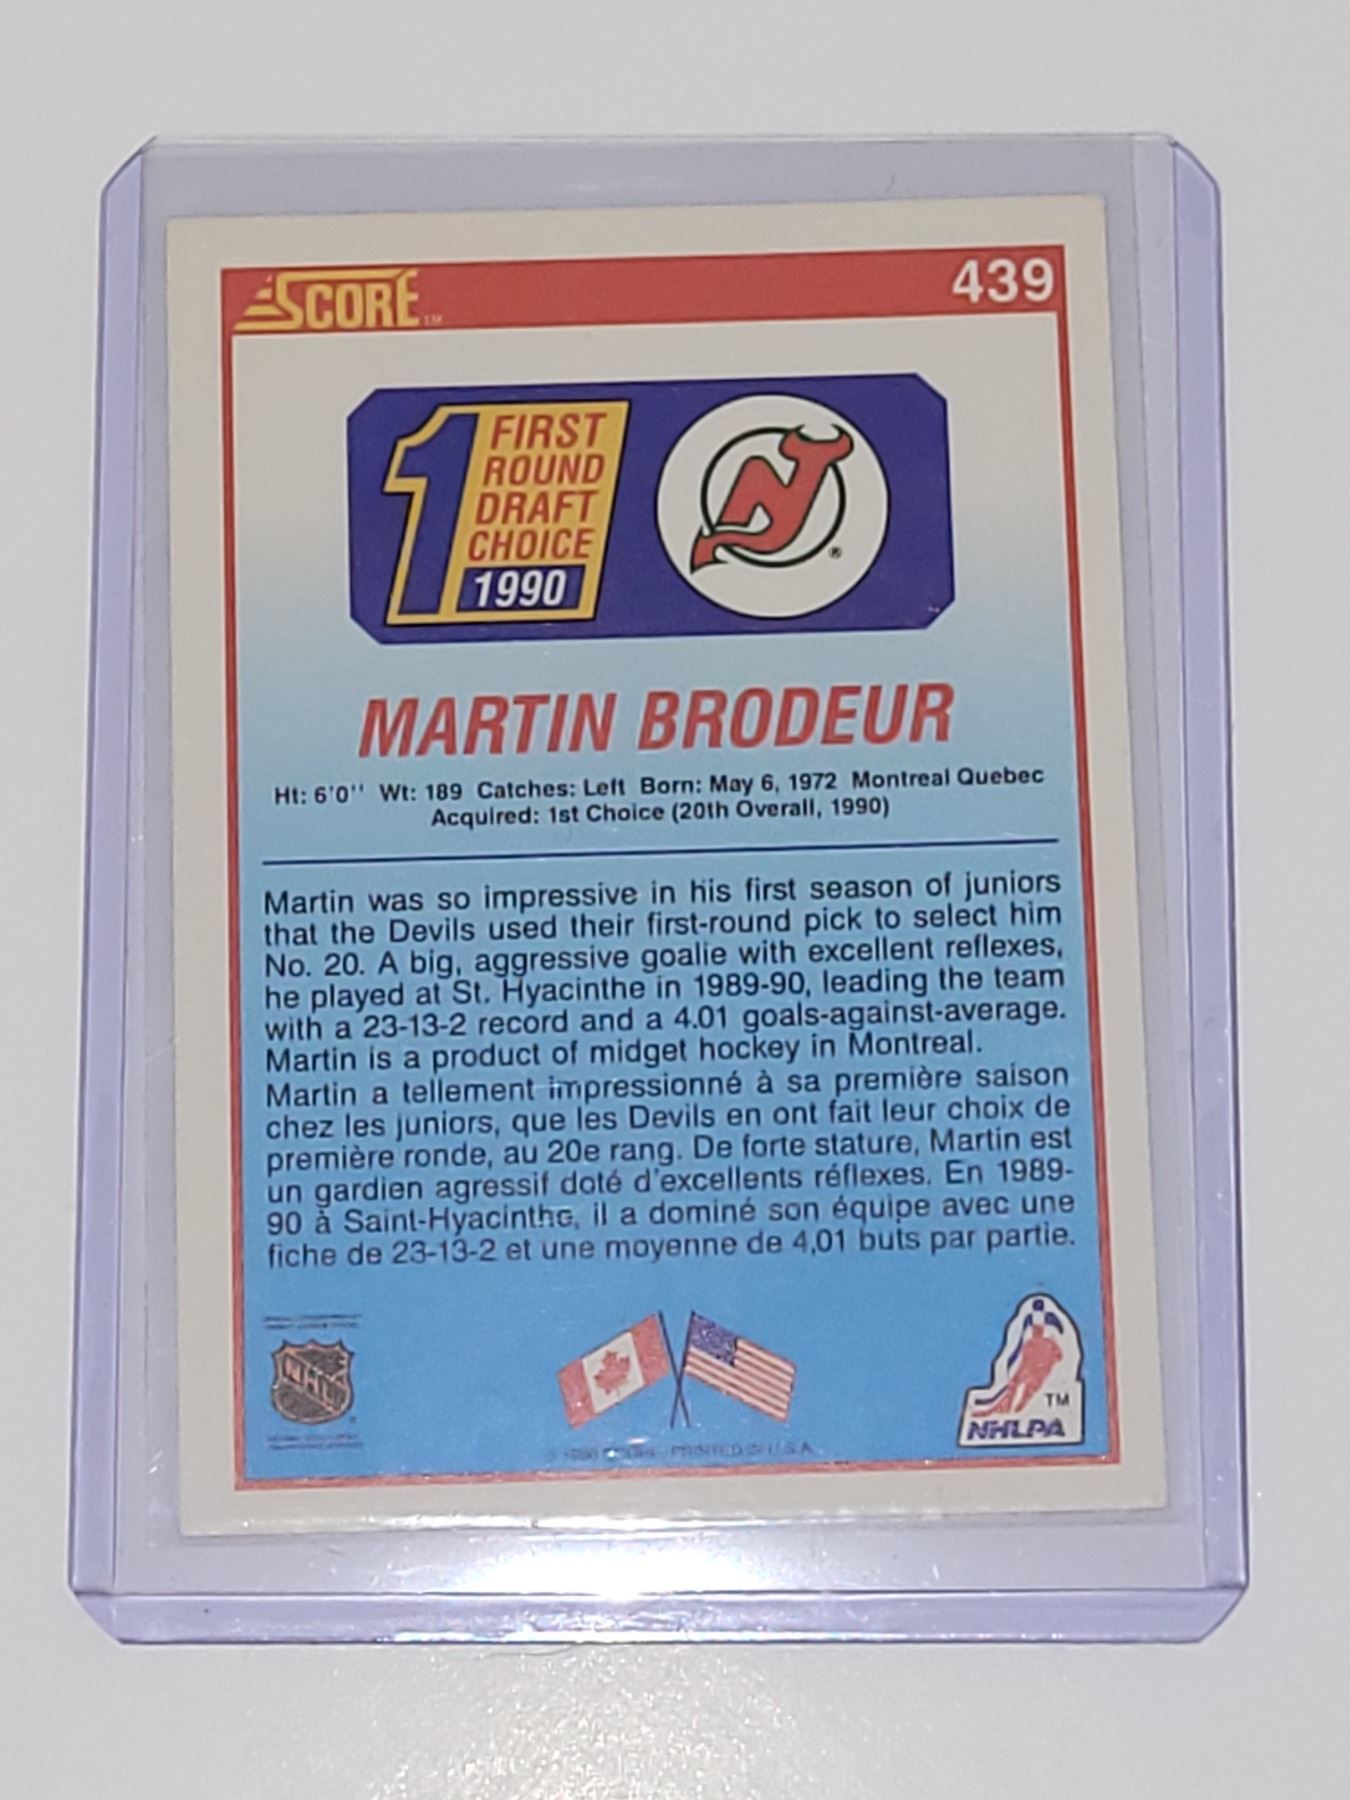 SCORE TM 439
1 FIRST
ROUND
DRAFT
CHOICE
1990
NJ ®
MARTIN BRODEUR
Ht: 6'0'' Wt: 189 Catches: Left Born: May 6, 1972 Montreal Quebec
Acquired: 1st Choice (20th Overall, 1990)
Martin was so impressive in his first season of juniors
that the Devils used their first-round pick to select him
No. 20. A big, aggressive goalie with excellent reflexes,
he played at St. Hyacinthe in 1989-90, leading the team
with a 23-13-2 record and a 4.01 goals-against-average.
Martin is a product of midget hockey in Montreal.
Martin a tellement impressionné à sa première saison
chez les juniors, que les Devils en ont fait leur choix de
première ronde, au 20e rang. De forte stature, Martin est
un gardien agressif doté d'excellents réflexes. En 1989-
90 à Saint-Hyacinthe, il a dominé son équipe avec une
fiche de 23-13-2 et une moyenne de 4,01 buts par partie.
NHL
TM
NHLPA
PRINTED IN U.S.A.